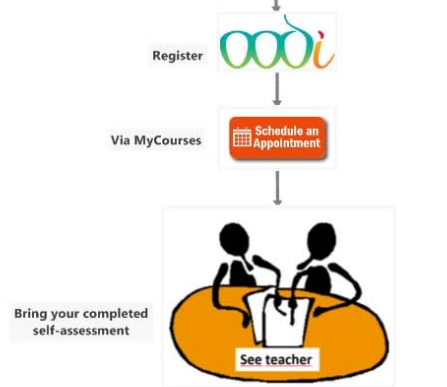 Register
oodi
Via MyCourses
Schedule an
Appointment
Bring your completed
self-assessment
See teacher